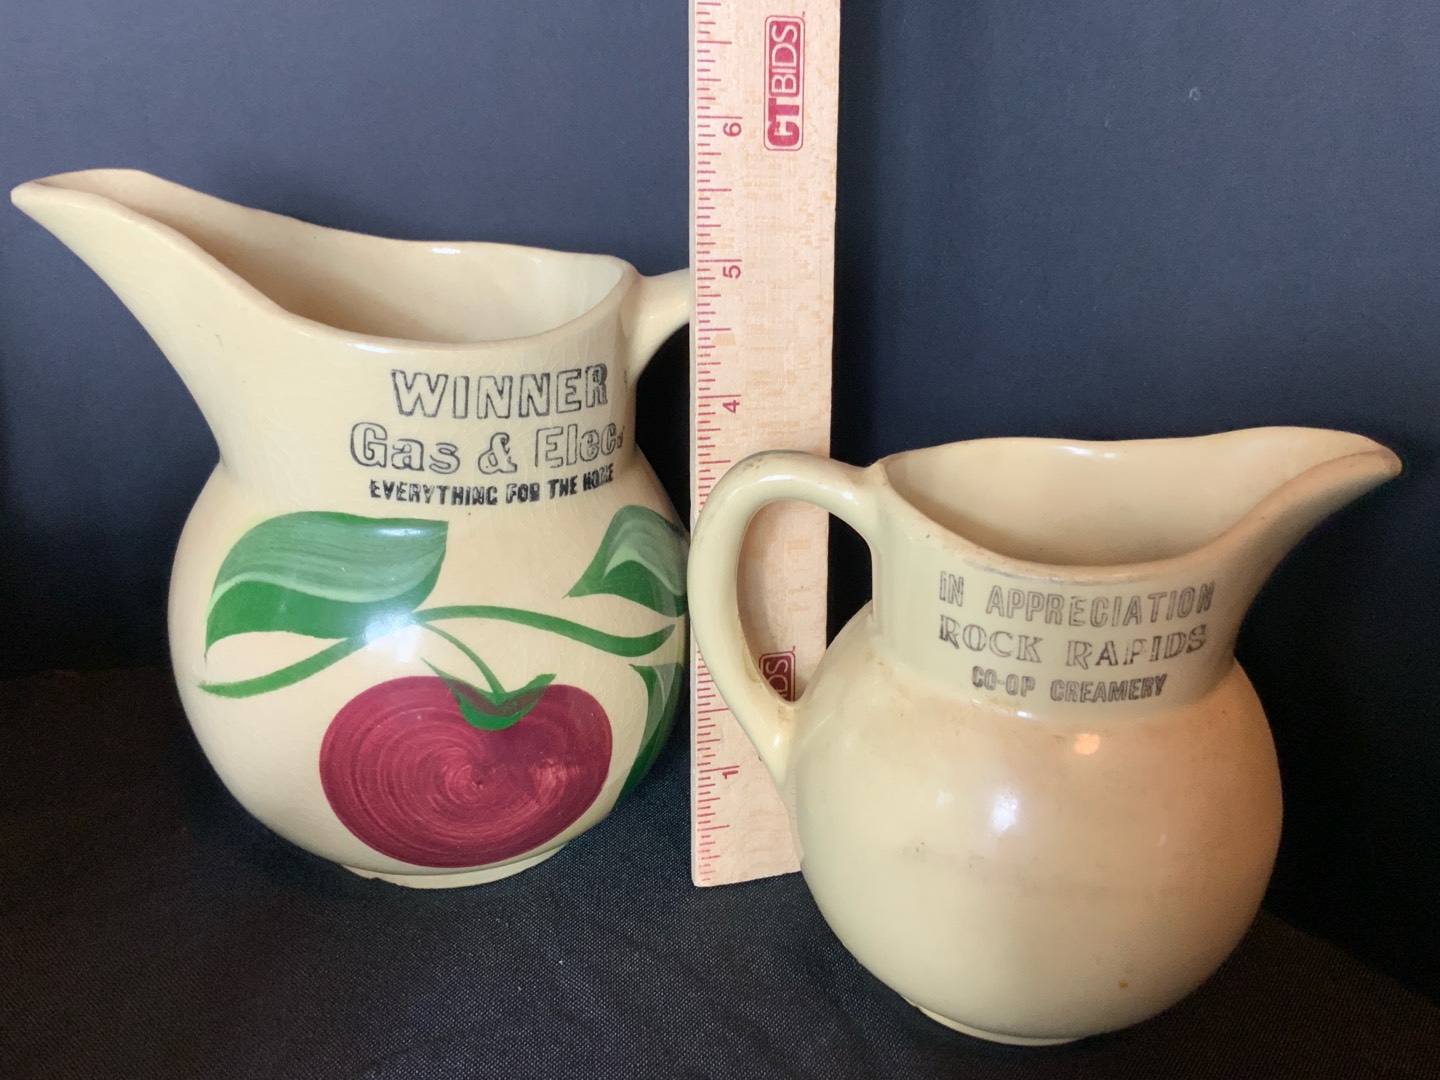 WINNER
Gas & Elec.
EVERYTHING FOR THE HOME
GTBIDS
6
5
4
1
IN APPRECIATION
ROCK RAPIDS
CO-OP CREAMERY